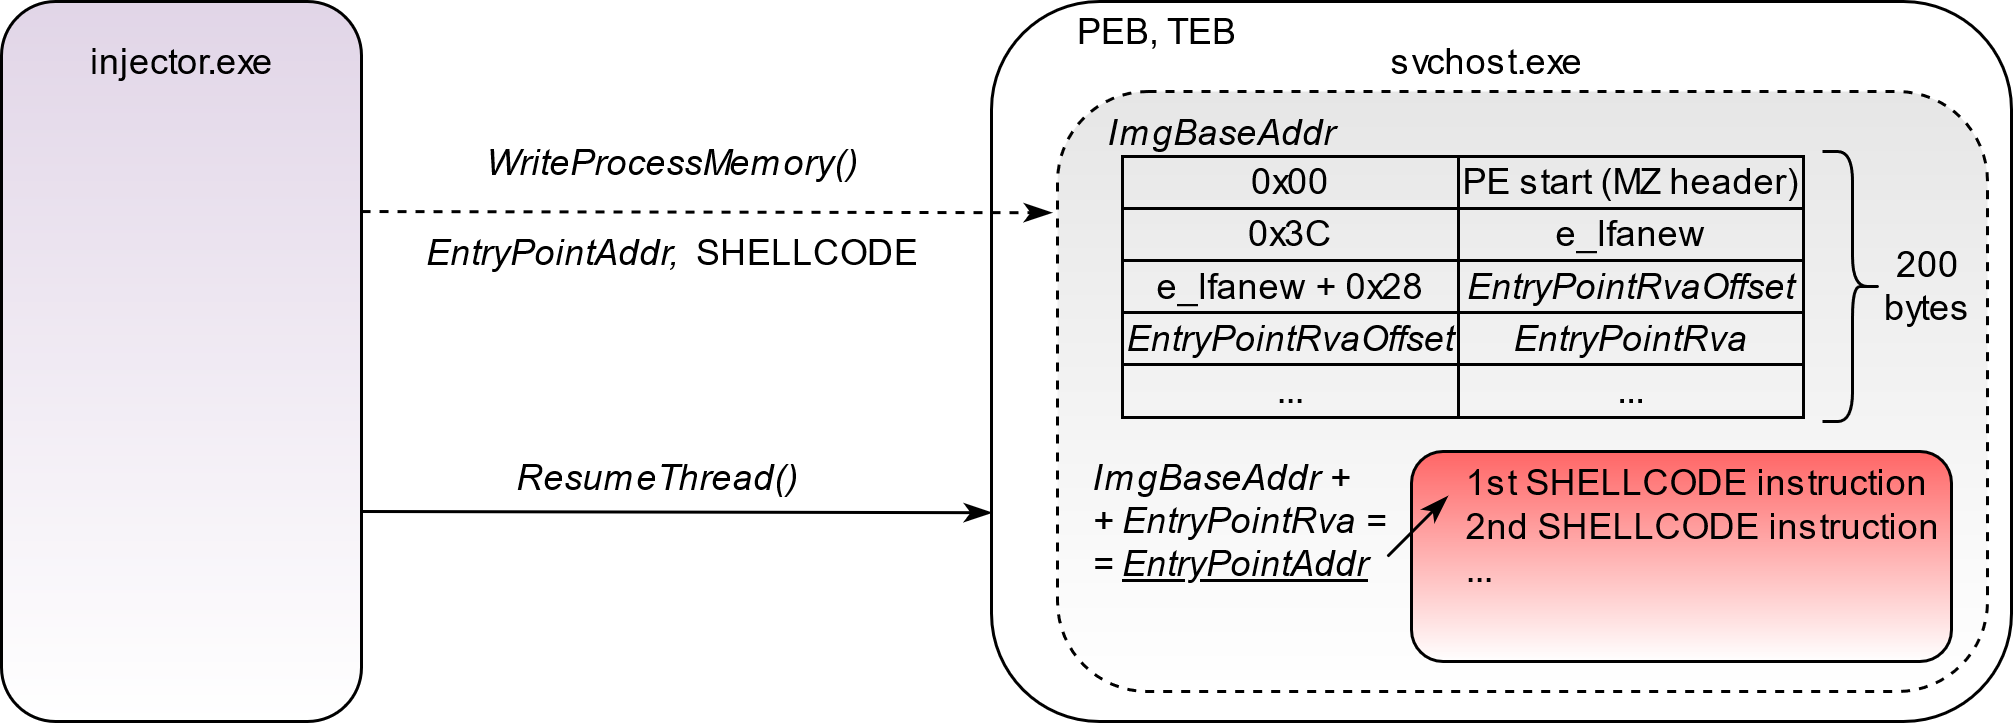 injector.exe
WriteProcessMemory()
EntryPointAddr, SHELLCODE
ResumeThread()
PEB, TEB
svchost.exe
ImgBaseAddr
0x00 PE start (MZ header)
0x3C e_lfanew
e_lfanew + 0x28 EntryPointRvaOffset
EntryPointRvaOffset EntryPointRva
... ...
200
bytes
ImgBaseAddr +
+ EntryPointRva =
= EntryPointAddr
1st SHELLCODE instruction
2nd SHELLCODE instruction
...